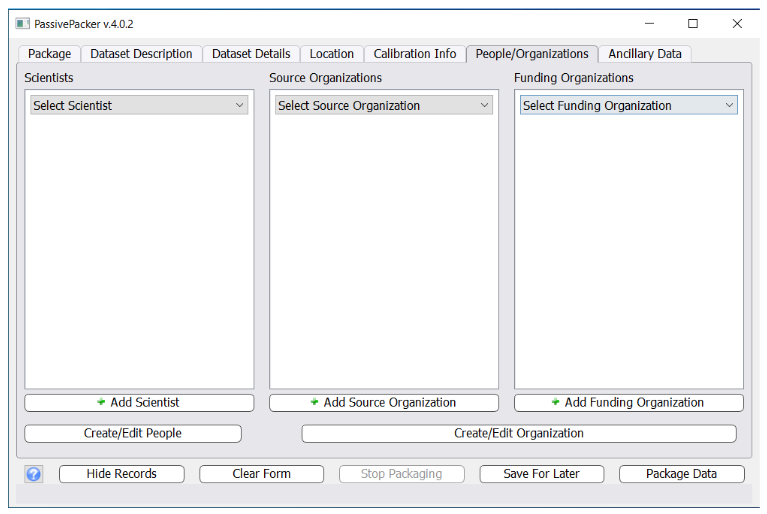 PassivePacker v.4.0.2
Package Dataset Description Dataset Details Location Calibration Info People/Organizations Ancillary Data
Scientists Source Organizations Funding Organizations
Select Scientist Select Source Organization Select Funding Organization
Add Scientist Add Source Organization Add Funding Organization
Create/Edit People Create/Edit Organization
? Hide Records Clear Form Stop Packaging Save For Later Package Data